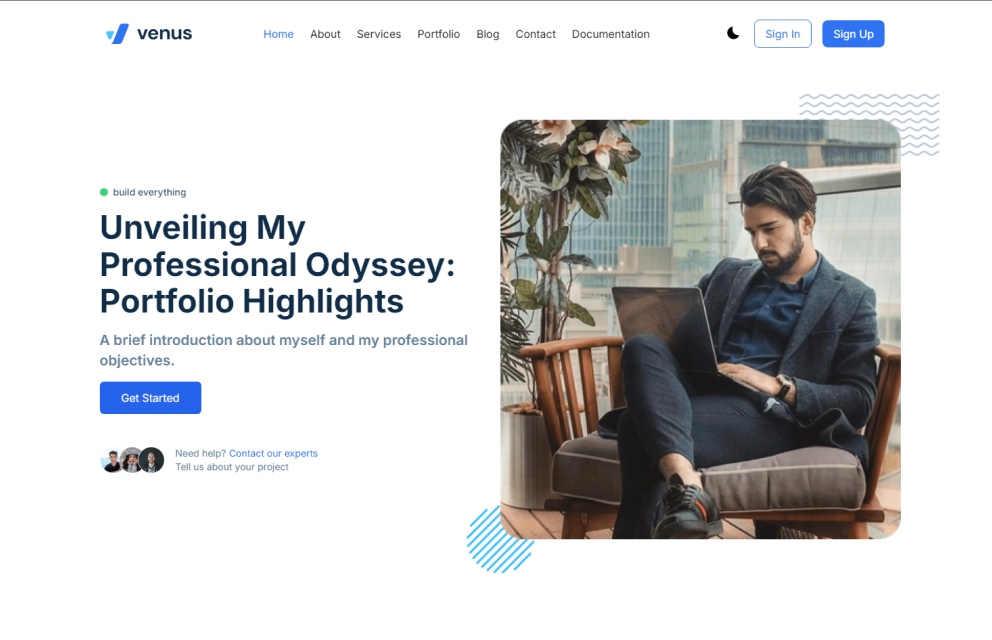 venus
Home About Services Portfolio Blog Contact Documentation
Sign In
Sign Up
build everything
Unveiling My
Professional Odyssey:
Portfolio Highlights
A brief introduction about myself and my professional
objectives.
Get Started
Need help? Contact our experts
Tell us about your project